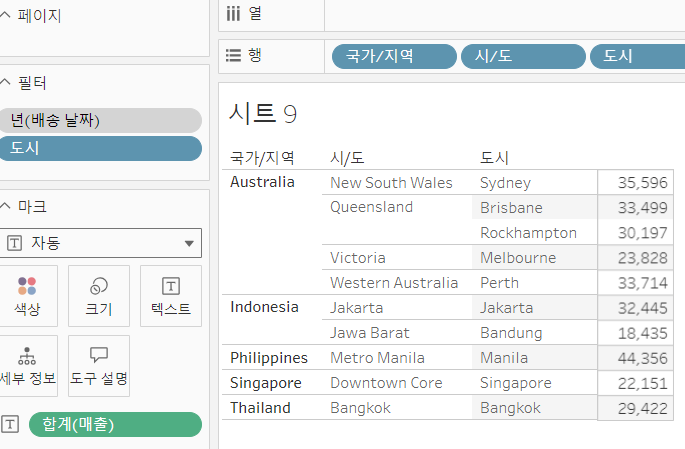 페이지
필터
년(배송 날짜)
도시
마크
자동
색상 크기 텍스트
세부 정보 도구 설명
합계(매출)
열
행 국가/지역 시/도 도시
시트 9
국가/지역 시/도 도시
Australia New South Wales Sydney 35,596
Queensland Brisbane 33,499
Rockhampton 30,197
Victoria Melbourne 23,828
Western Australia Perth 33,714
Indonesia Jakarta Jakarta 32,445
Jawa Barat Bandung 18,435
Philippines Metro Manila Manila 44,356
Singapore Downtown Core Singapore 22,151
Thailand Bangkok Bangkok 29,422